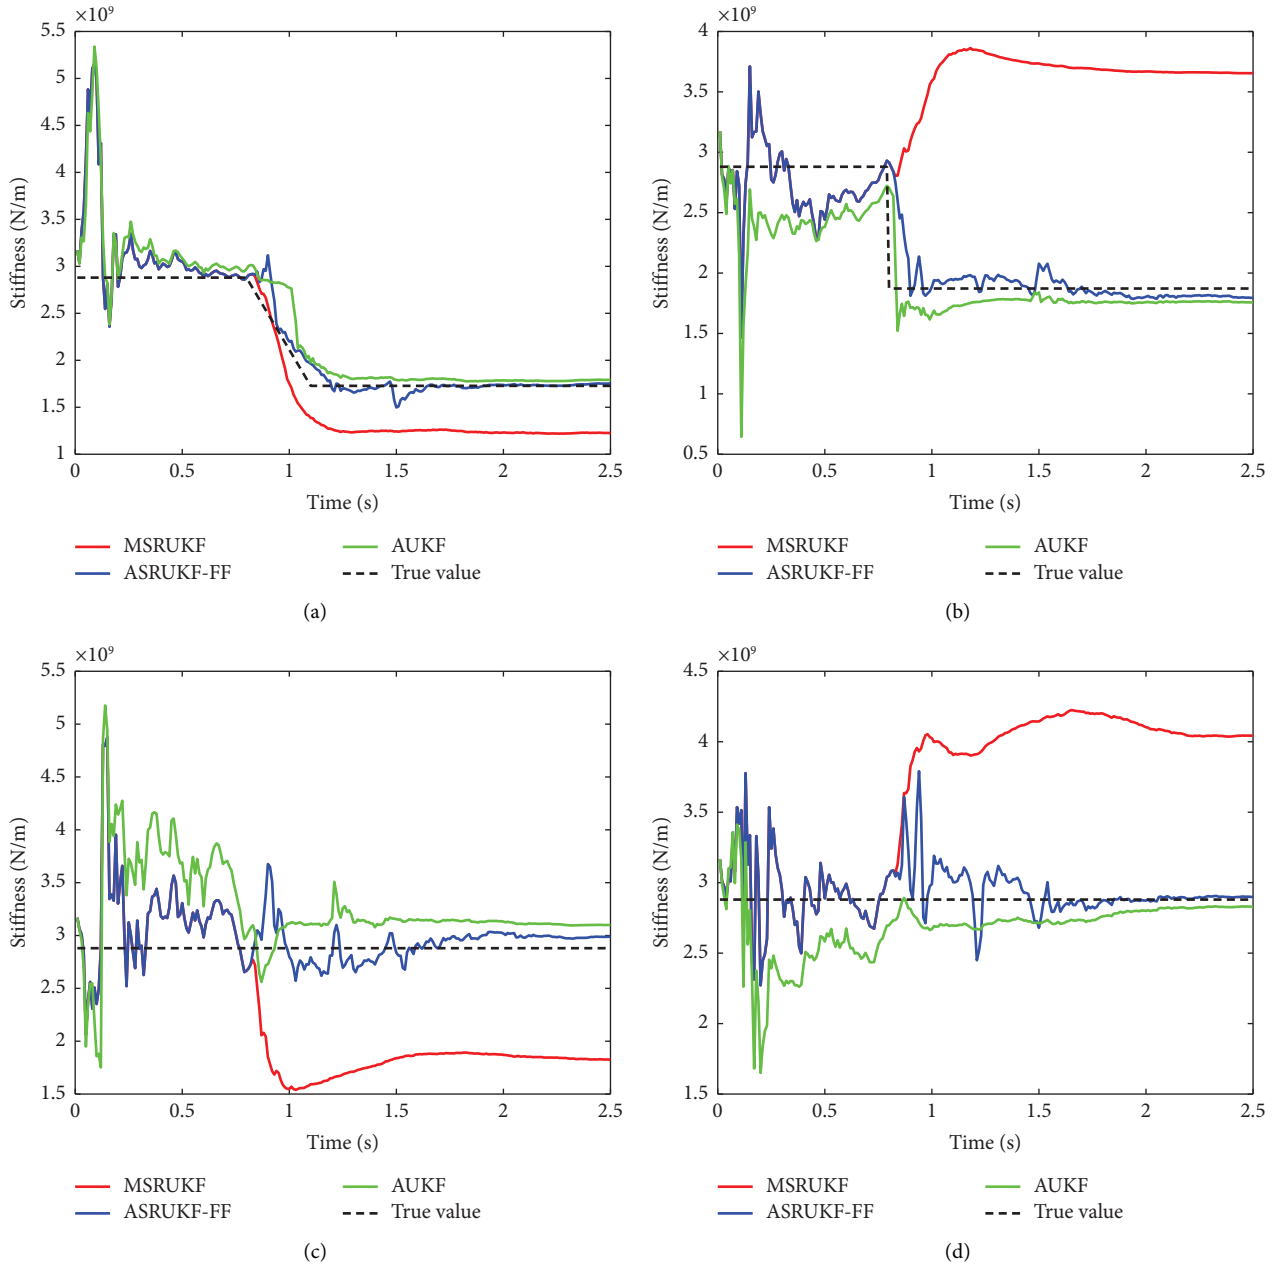 ×10⁹
5.5
5
4.5
4
3.5
3
2.5
2
1.5
1
Stiffness (N/m)
0
0.5
1
1.5
2
2.5
Time (s)
MSRUKF
AUKF
ASRUKF-FF
True value
(a)
×10⁹
4
3.5
3
2.5
2
1.5
1
0.5
Stiffness (N/m)
0
0.5
1
1.5
2
2.5
Time (s)
MSRUKF
AUKF
ASRUKF-FF
True value
(b)
×10⁹
5.5
5
4.5
4
3.5
3
2.5
2
1.5
Stiffness (N/m)
0
0.5
1
1.5
2
2.5
Time (s)
MSRUKF
AUKF
ASRUKF-FF
True value
(c)
×10⁹
4.5
4
3.5
3
2.5
2
1.5
Stiffness (N/m)
0
0.5
1
1.5
2
2.5
Time (s)
MSRUKF
AUKF
ASRUKF-FF
True value
(d)